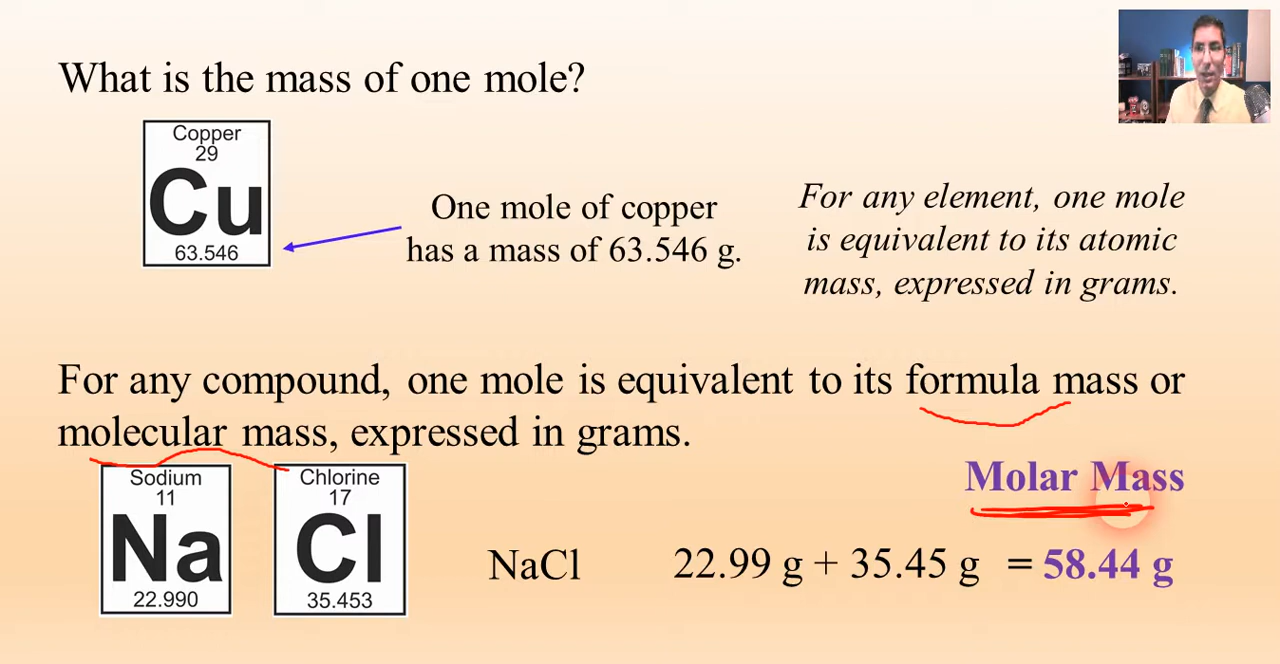 What is the mass of one mole?
Copper
29
Cu
63.546
One mole of copper
has a mass of 63.546 g.
For any element, one mole
is equivalent to its atomic
mass, expressed in grams.
For any compound, one mole is equivalent to its formula mass or
molecular mass, expressed in grams.
Sodium
11
Na
22.990
Chlorine
17
Cl
35.453
Molar Mass
NaCl 22.99 g + 35.45 g = 58.44 g